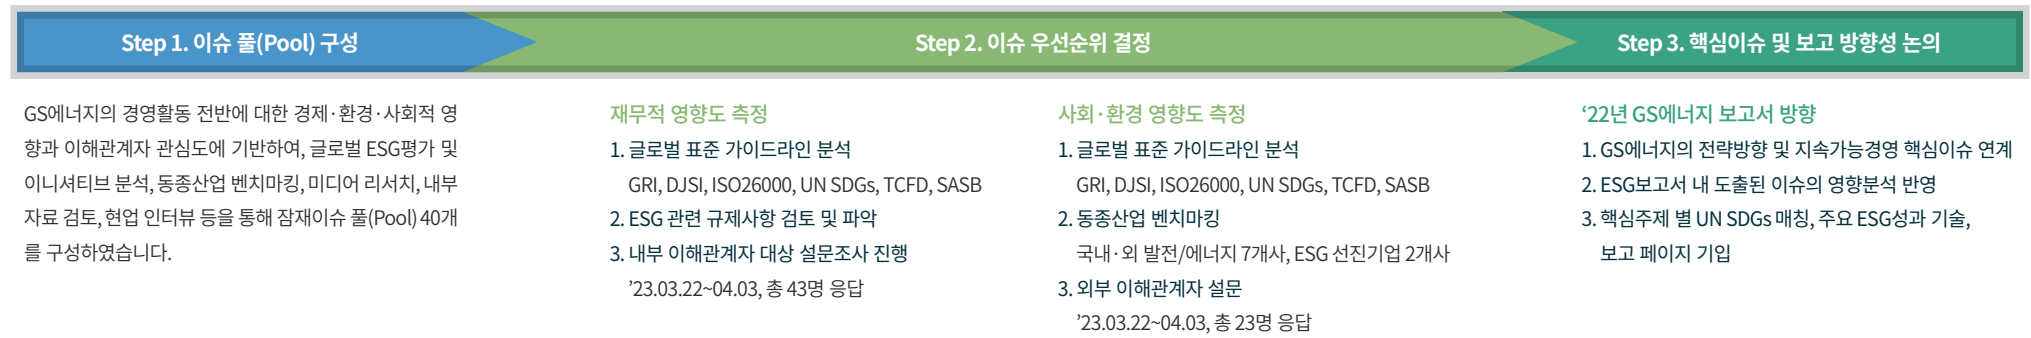 Step 1. 이슈 풀(Pool) 구성
GS에너지의 경영활동 전반에 대한 경제·환경·사회적 영
향과 이해관계자 관심도에 기반하여, 글로벌 ESG평가 및
이니셔티브 분석, 동종산업 벤치마킹, 미디어 리서치, 내부
자료 검토, 현업 인터뷰 등을 통해 잠재이슈 풀(Pool) 40개
를 구성하였습니다.
Step 2. 이슈 우선순위 결정
재무적 영향도 측정
1. 글로벌 표준 가이드라인 분석
GRI, DJSI, ISO26000, UN SDGs, TCFD, SASB
2. ESG 관련 규제사항 검토 및 파악
3. 내부 이해관계자 대상 설문조사 진행
’23.03.22~04.03, 총 43명 응답
사회·환경 영향도 측정
1. 글로벌 표준 가이드라인 분석
GRI, DJSI, ISO26000, UN SDGs, TCFD, SASB
2. 동종산업 벤치마킹
국내·외 발전/에너지 7개사, ESG 선진기업 2개사
3. 외부 이해관계자 설문
’23.03.22~04.03, 총 23명 응답
Step 3. 핵심이슈 및 보고 방향성 논의
‘22년 GS에너지 보고서 방향
1. GS에너지의 전략방향 및 지속가능경영 핵심이슈 연계
2. ESG보고서 내 도출된 이슈의 영향분석 반영
3. 핵심주제 별 UN SDGs 매칭, 주요 ESG성과 기술,
보고 페이지 기입